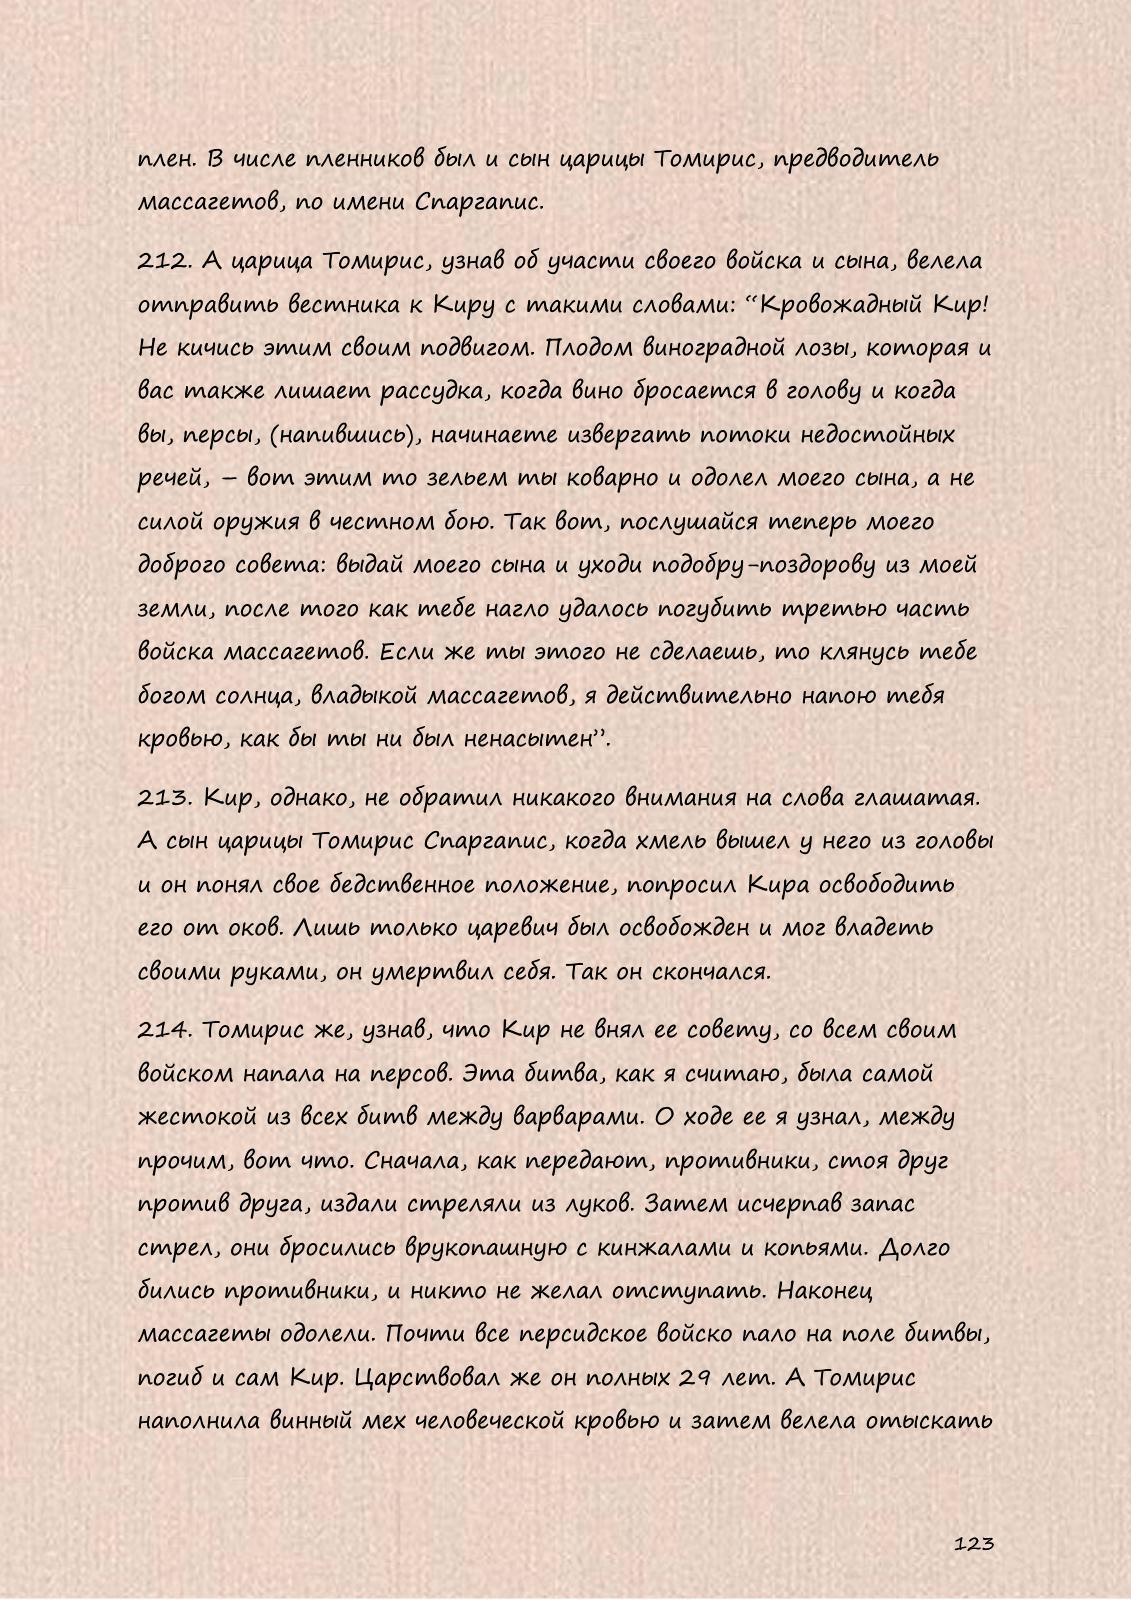 плен. В числе пленников был и сын царицы Томирис, предводитель
массагетов, по имени Спаргапис.
212. А царица Томирис, узнав об участи своего войска и сына, велела
отправить вестника к Киру с такими словами: “Кровожадный Кир!
Не кичись этим своим подвигом. Плодом виноградной лозы, которая и
вас также лишает рассудка, когда вино бросается в голову и когда
вы, персы, (напившись), начинаете извергать потоки недостойных
речей, – вот этим то зельем ты коварно и одолел моего сына, а не
силой оружия в честном бою. Так вот, послушайся теперь моего
доброго совета: выдай моего сына и уходи подобру-поздорову из моей
земли, после того как тебе нагло удалось погубить третью часть
войска массагетов. Если же ты этого не сделаешь, то клянусь тебе
богом солнца, владыкой массагетов, я действительно напою тебя
кровью, как бы ты ни был ненасытен”.
213. Кир, однако, не обратил никакого внимания на слова глашатая.
А сын царицы Томирис Спаргапис, когда хмель вышел у него из головы
и он понял свое бедственное положение, попросил Кира освободить
его от оков. Лишь только царевич был освобожден и мог владеть
своими руками, он умертвил себя. Так он скончался.
214. Томирис же, узнав, что Кир не внял ее совету, со всем своим
войском напала на персов. Эта битва, как я считаю, была самой
жестокой из всех битв между варварами. О ходе ее я узнал, между
прочим, вот что. Сначала, как передают, противники, стоя друг
против друга, издали стреляли из луков. Затем исчерпав запас
стрел, они бросились врукопашную с кинжалами и копьями. Долго
бились противники, и никто не желал отступать. Наконец
массагеты одолели. Почти все персидское войско пало на поле битвы,
погиб и сам Кир. Царствовал же он полных 29 лет. А Томирис
наполнила винный мех человеческой кровью и затем велела отыскать
123